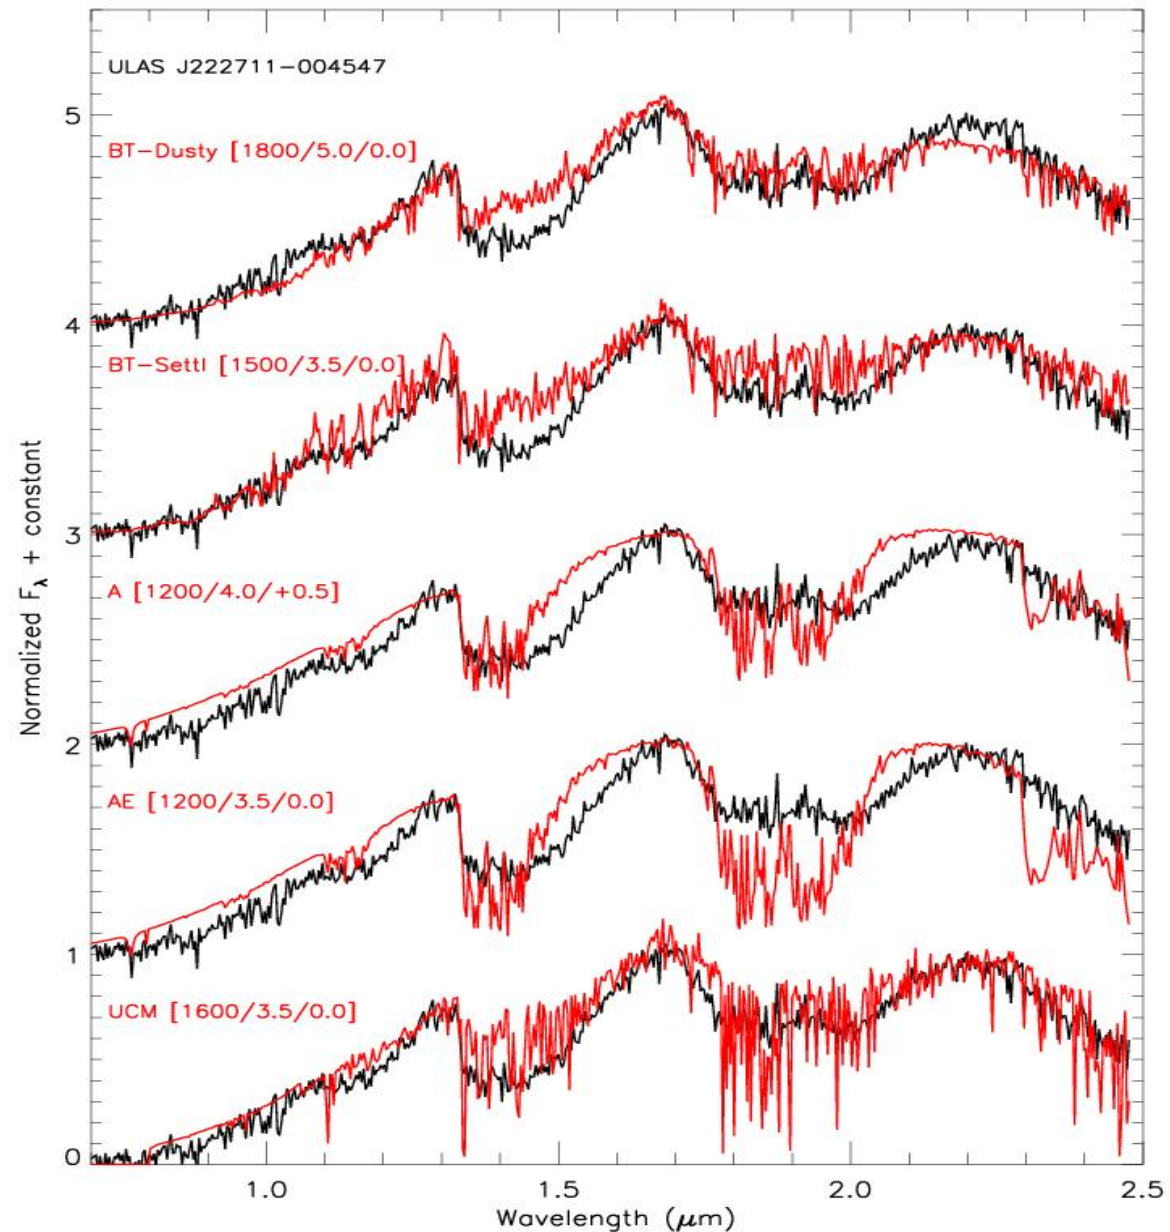 ULAS J222711−004547
5
BT−Dusty [1800/5.0/0.0]
4
BT−Settl [1500/3.5/0.0]
3
A [1200/4.0/+0.5]
2
AE [1200/3.5/0.0]
1
UCM [1600/3.5/0.0]
0
Normalized Fλ + constant
1.0 1.5 2.0 2.5
Wavelength (μm)